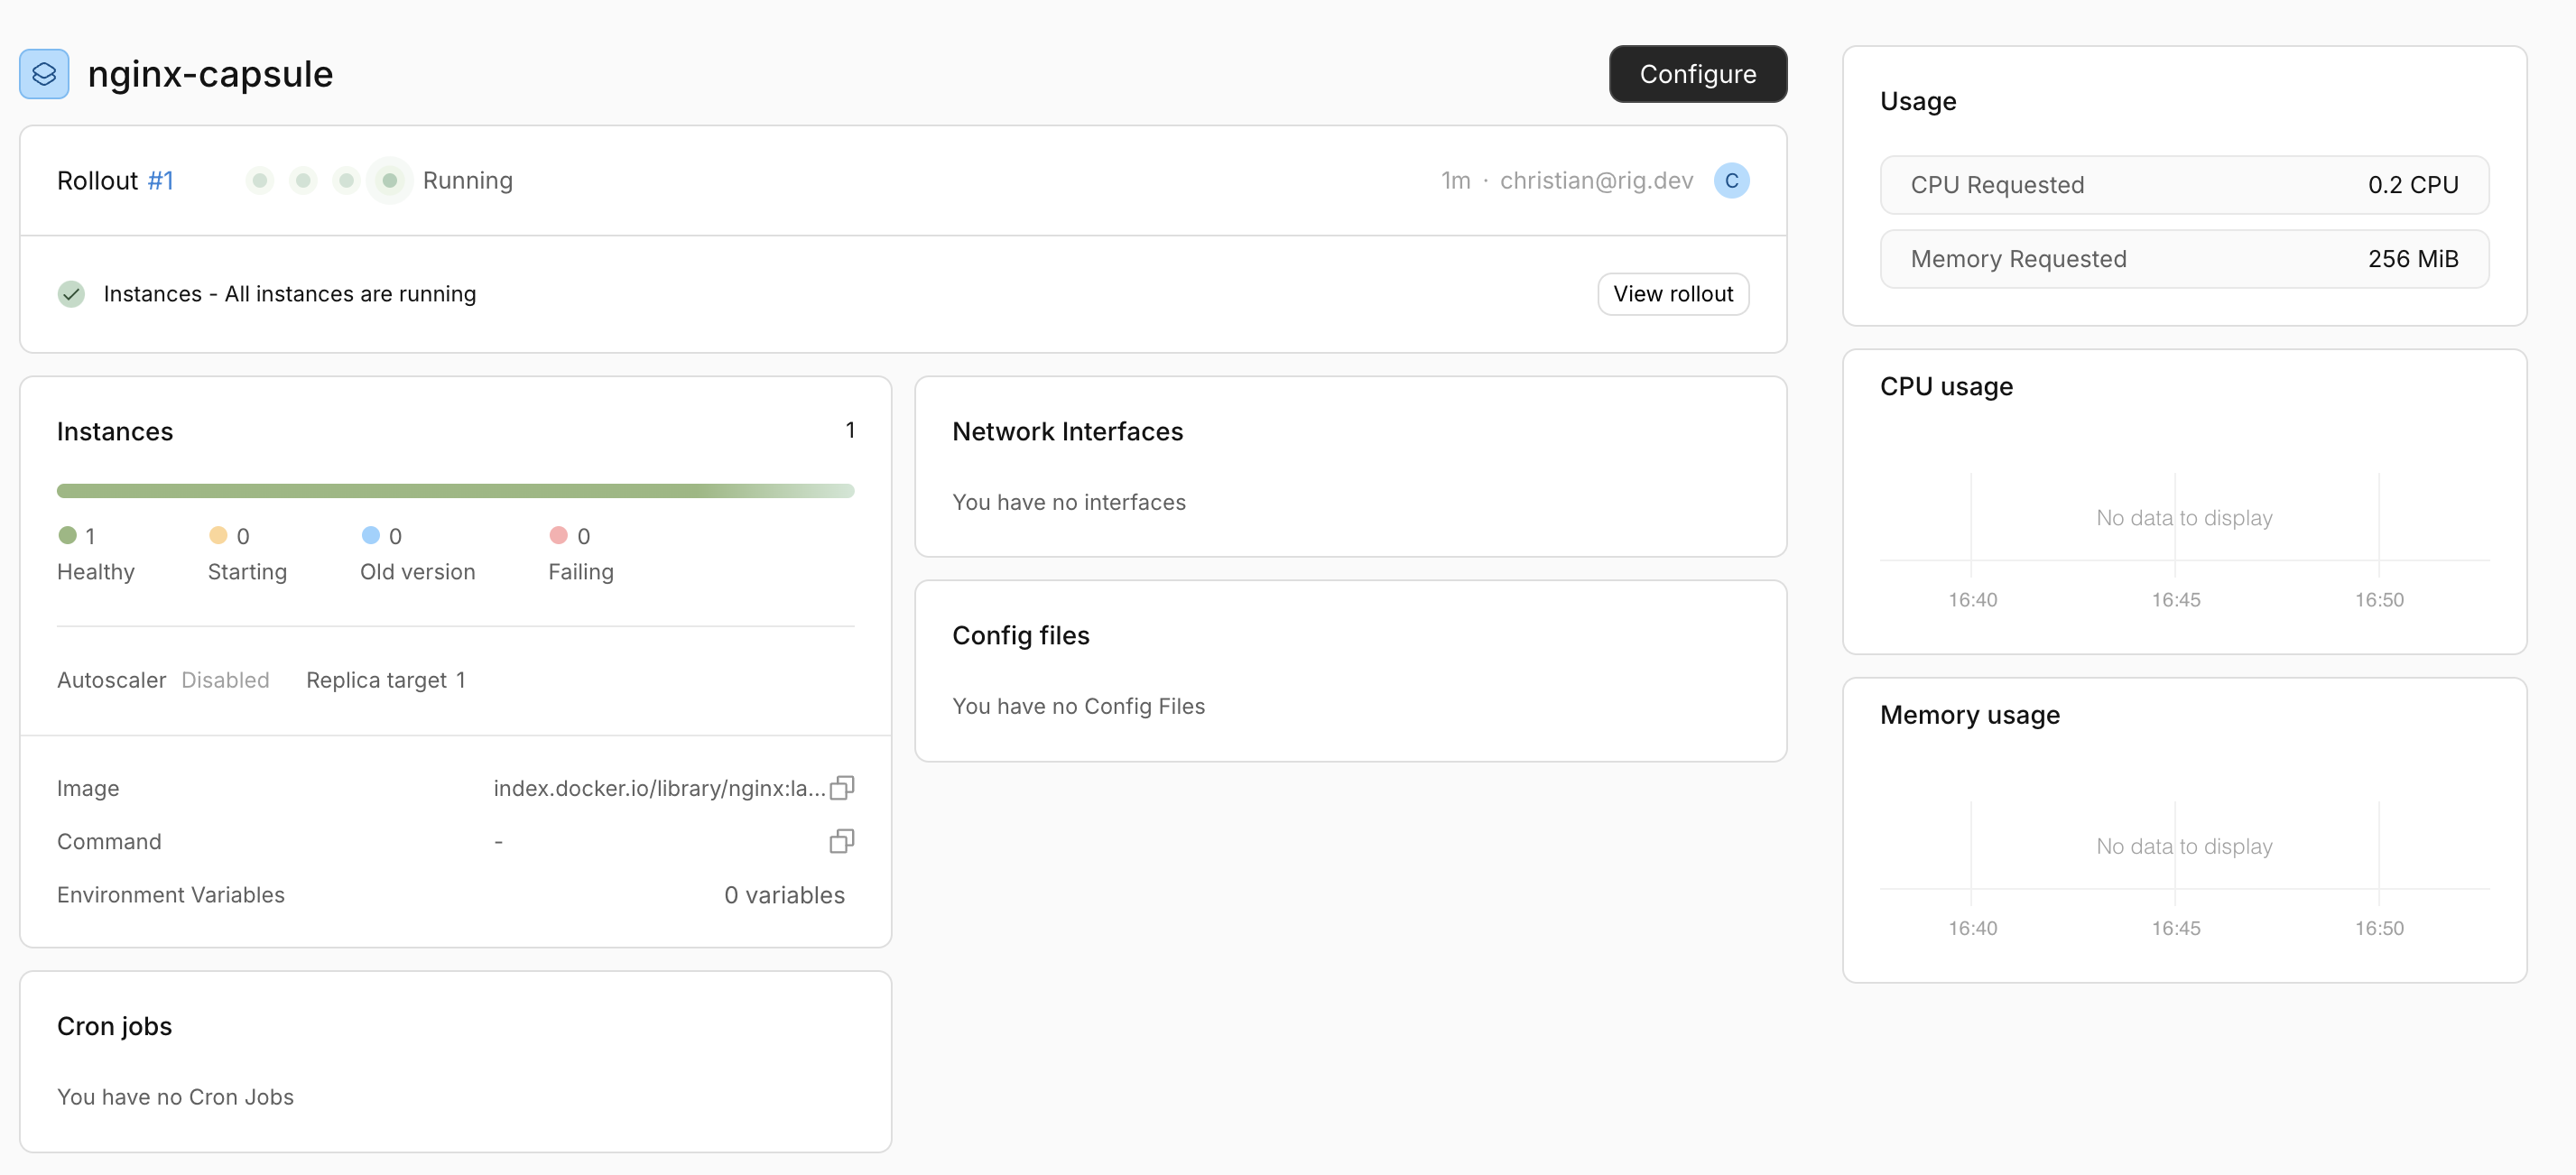 nginx-capsule
Configure
Rollout #1
Running
1m · christian@rig.dev
C
Instances - All instances are running
View rollout
Instances
1
1
Healthy
0
Starting
0
Old version
0
Failing
Autoscaler Disabled
Replica target 1
Image
index.docker.io/library/nginx:la...
Command
-
Environment Variables
0 variables
Cron jobs
You have no Cron Jobs
Network Interfaces
You have no interfaces
Config files
You have no Config Files
Usage
CPU Requested
0.2 CPU
Memory Requested
256 MiB
CPU usage
No data to display
16:40
16:45
16:50
Memory usage
No data to display
16:40
16:45
16:50